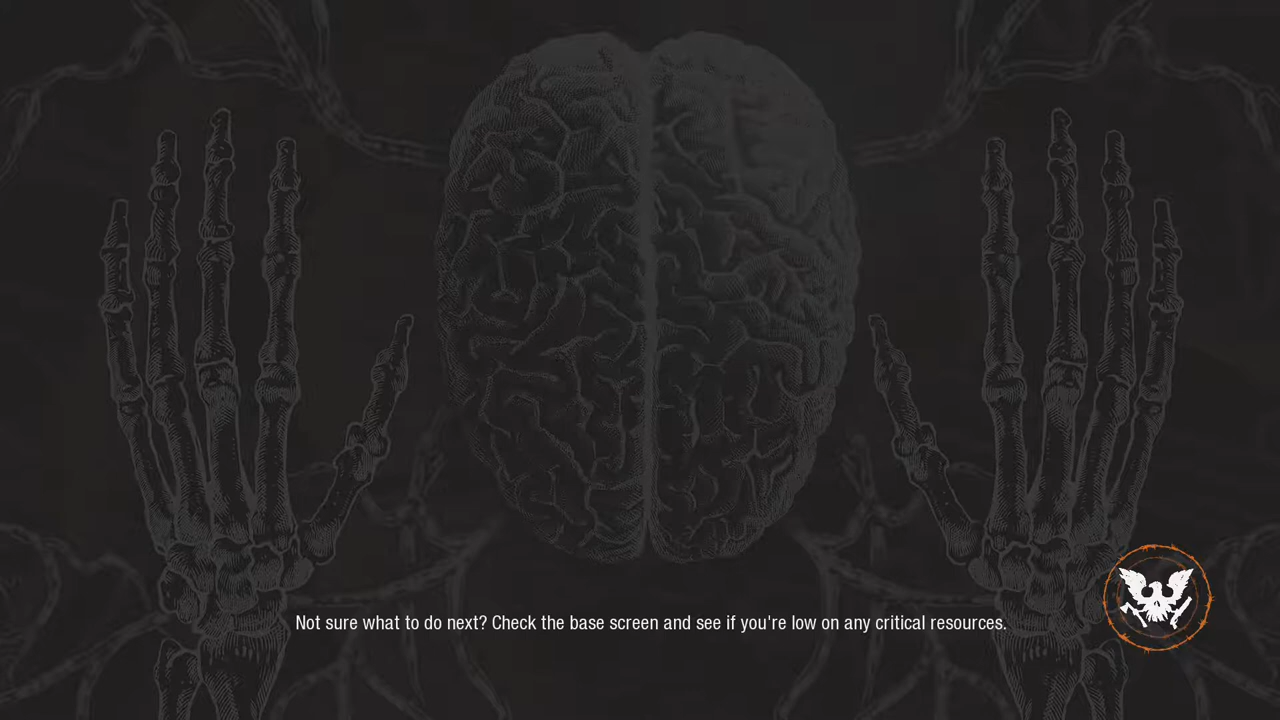 Not sure what to do next? Check the base screen and see if you're low on any critical resources.